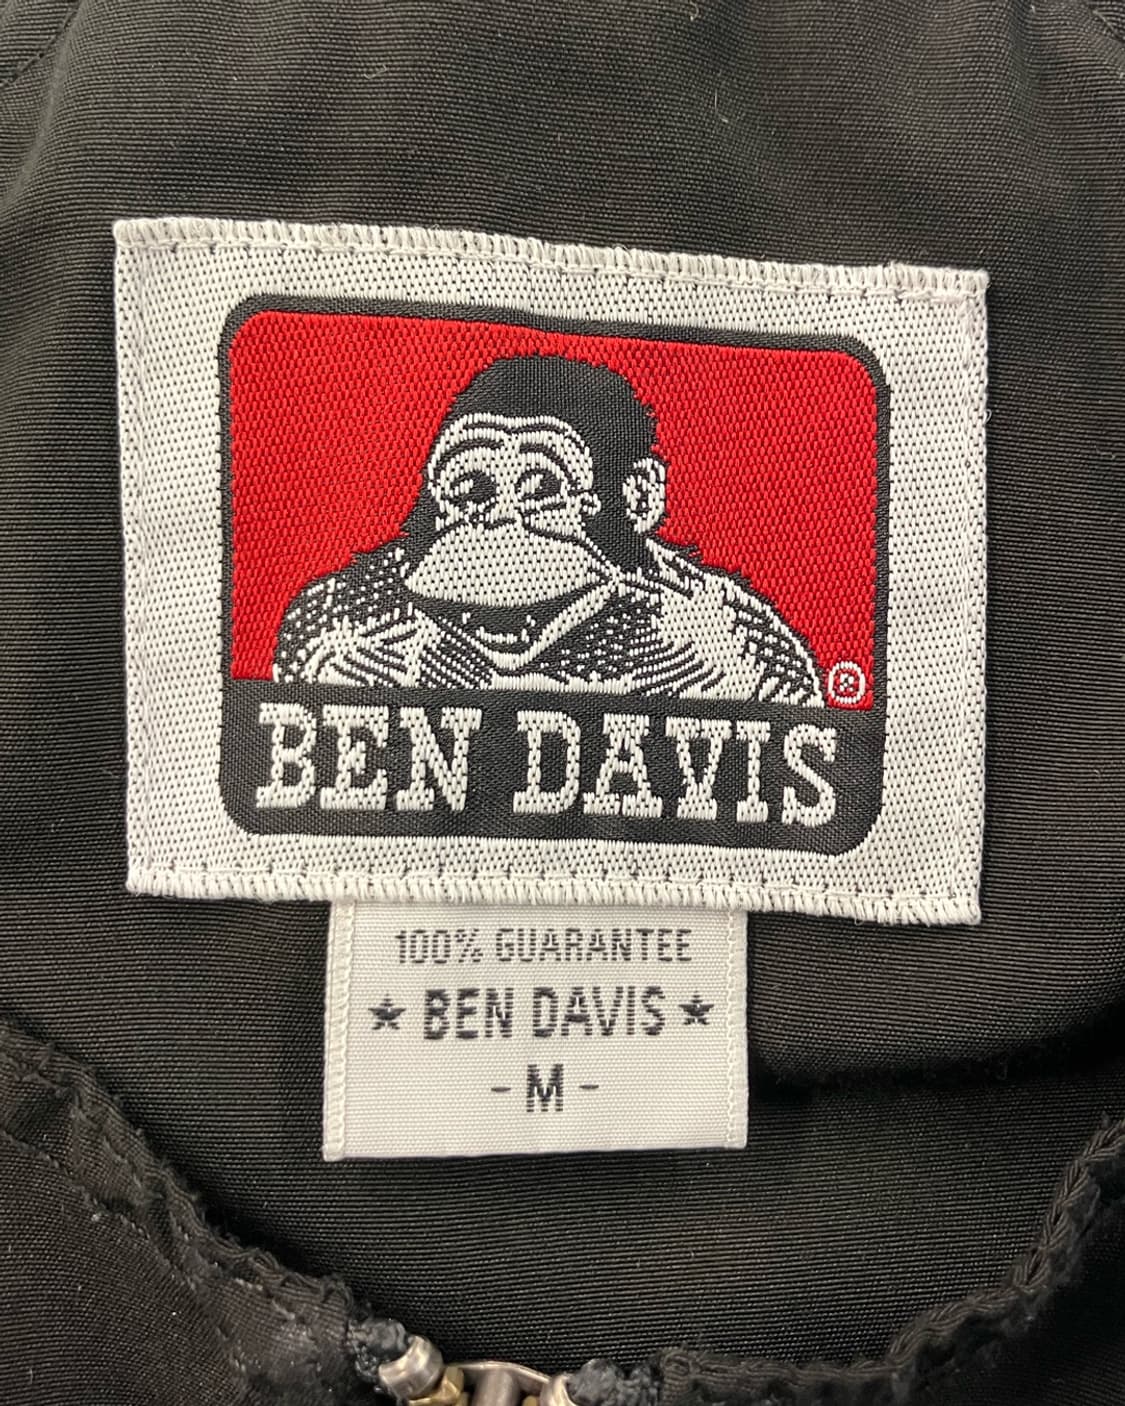 ®
BEN DAVIS
100% GUARANTEE
★ BEN DAVIS ★
- M -